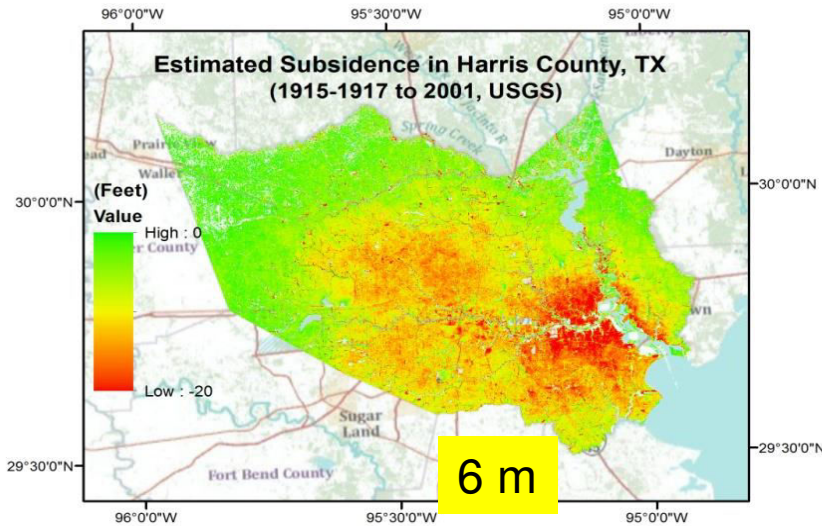 96°0'0"W 95°30'0"W 95°0'0"W
Estimated Subsidence in Harris County, TX
(1915-1917 to 2001, USGS)
Spring Creek
Jacinto R
Prairie View
Waller
Dayton
30°0'0"N
30°0'0"N
(Feet)
Value
High : 0
County
Low : -20
Sugar
Land
Fort Bend County
29°30'0"N
29°30'0"N
6 m
96°0'0"W 95°30'0"W 95°0'0"W